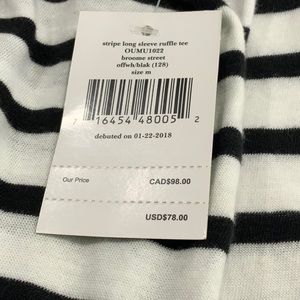 stripe long sleeve ruffle tee
OUMU1022
broome street
offwh/blak (128)
size m
7 16454 48005 2
debuted on 01-22-2018
Our Price CAD$98.00
USD$78.00